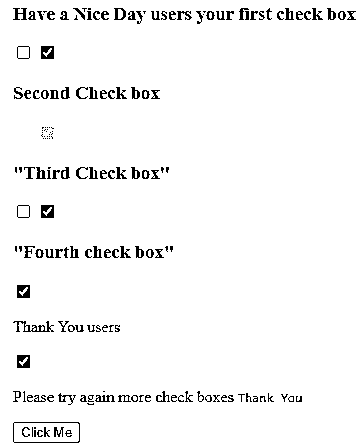 Have a Nice Day users your first check box
Second Check box
"Third Check box"
"Fourth check box"
Thank You users
Please try again more check boxes Thank You
Click Me